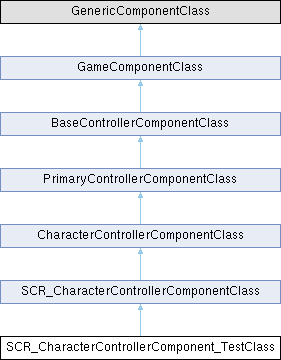 GenericComponentClass
GameComponentClass
BaseControllerComponentClass
PrimaryControllerComponentClass
CharacterControllerComponentClass
SCR_CharacterControllerComponentClass
SCR_CharacterControllerComponent_TestClass